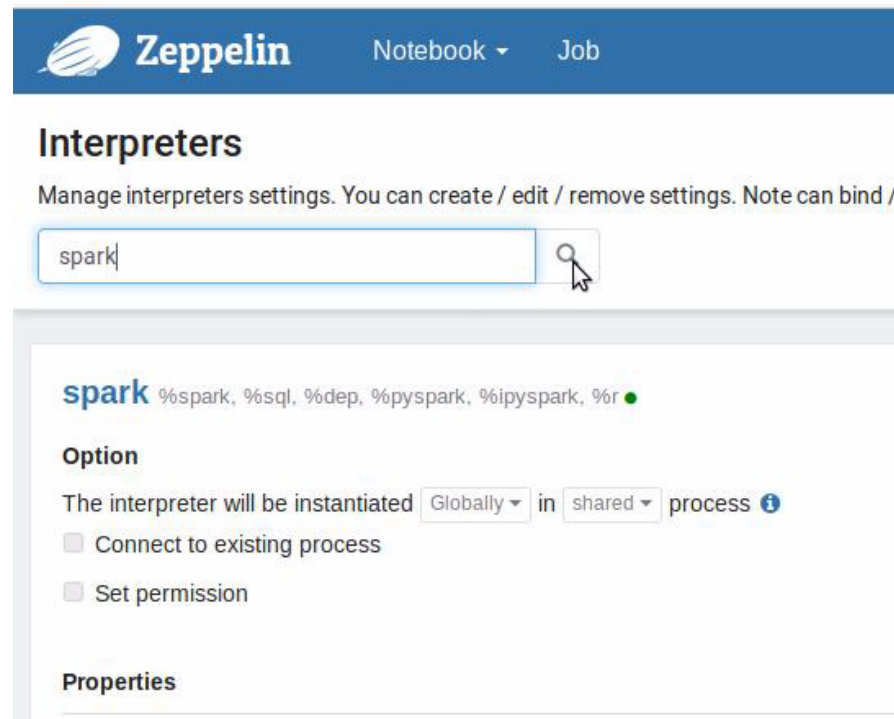 Zeppelin Notebook Job
Interpreters
Manage interpreters settings. You can create / edit / remove settings. Note can bind /
spark
spark %spark, %sql, %dep, %pyspark, %ipyspark, %r
Option
The interpreter will be instantiated Globally in shared process
Connect to existing process
Set permission
Properties